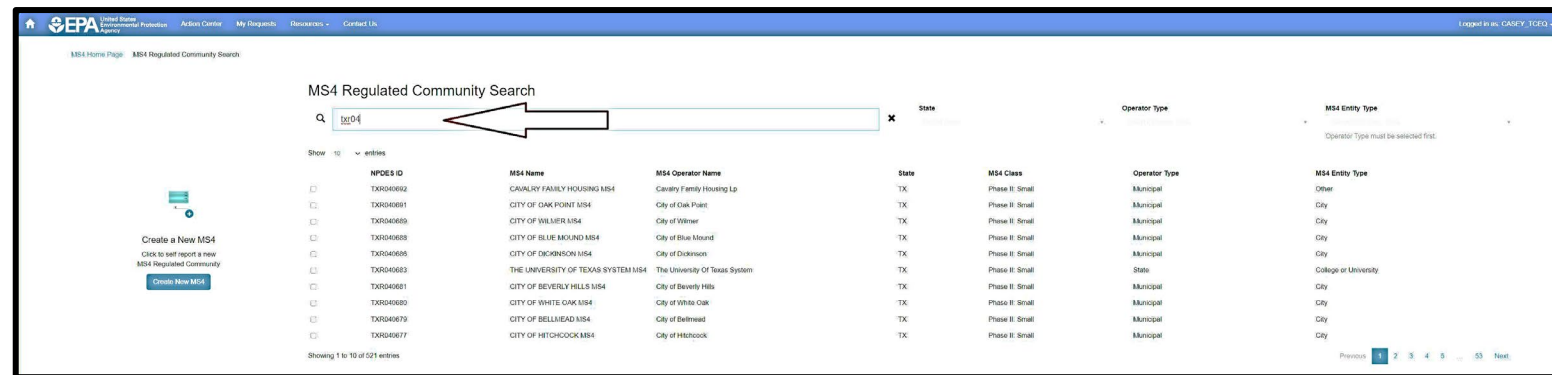 EPA United States Environmental Protection Agency Action Center My Requests Resources Contact Us Logged in as: CASEY_TCEQ
MS4 Home Page MS4 Regulated Community Search
MS4 Regulated Community Search
txr04
State Operator Type MS4 Entity Type
Operator Type must be selected first.
Show 10 entries
NPDES ID MS4 Name MS4 Operator Name State MS4 Class Operator Type MS4 Entity Type
TXR040692 CAVALRY FAMILY HOUSING MS4 Cavalry Family Housing Lp TX Phase II: Small Municipal Other
TXR040691 CITY OF OAK POINT MS4 City of Oak Point TX Phase II: Small Municipal City
TXR040689 CITY OF WILMER MS4 City of Wilmer TX Phase II: Small Municipal City
TXR040688 CITY OF BLUE MOUND MS4 City of Blue Mound TX Phase II: Small Municipal City
TXR040686 CITY OF DICKINSON MS4 City of Dickinson TX Phase II: Small Municipal City
TXR040683 THE UNIVERSITY OF TEXAS SYSTEM MS4 The University Of Texas System TX Phase II: Small State College or University
TXR040681 CITY OF BEVERLY HILLS MS4 City of Beverly Hills TX Phase II: Small Municipal City
TXR040680 CITY OF WHITE OAK MS4 City of White Oak TX Phase II: Small Municipal City
TXR040679 CITY OF BELLMEAD MS4 City of Bellmead TX Phase II: Small Municipal City
TXR040677 CITY OF HITCHCOCK MS4 City of Hitchcock TX Phase II: Small Municipal City
Showing 1 to 10 of 521 entries
Previous 1 2 3 4 5 ... 53 Next
Create a New MS4
Click to self report a new
MS4 Regulated Community
Create New MS4